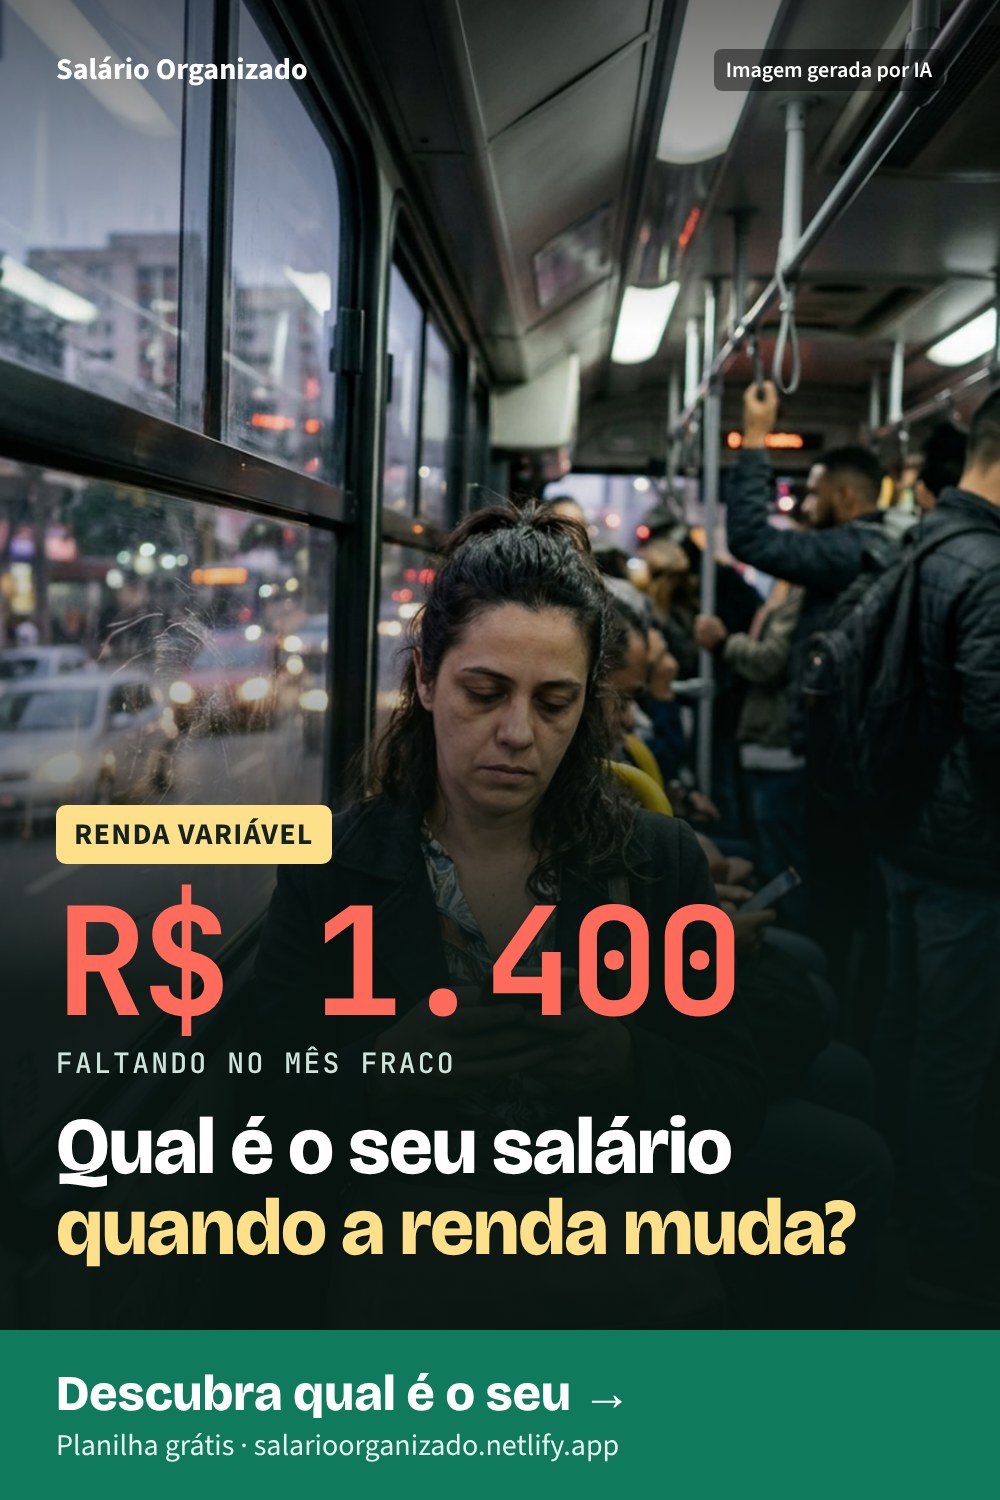 Salário Organizado
Imagem gerada por IA
RENDA VARIÁVEL
R$ 1.400
FALTANDO NO MÊS FRACO
Qual é o seu salário
quando a renda muda?
Descubra qual é o seu →
Planilha grátis · salarioorganizado.netlify.app